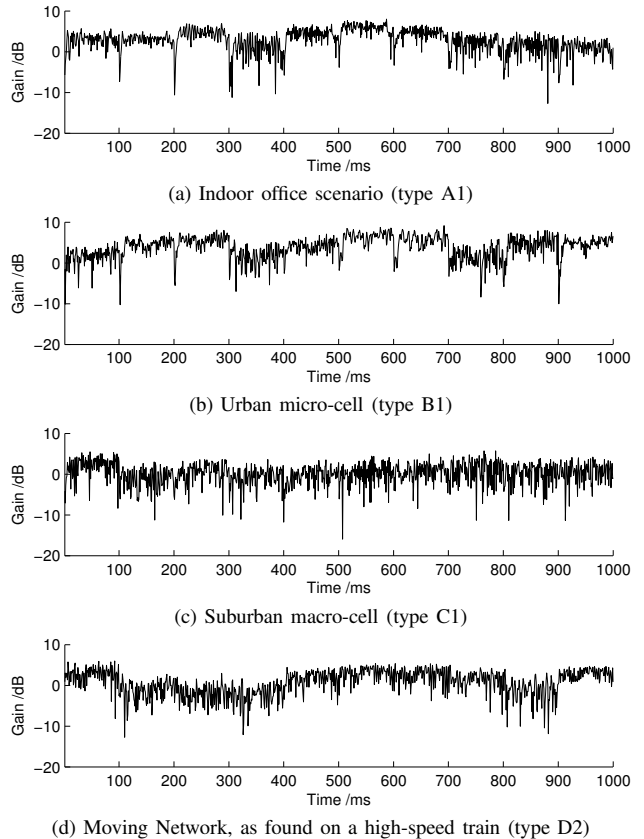 10
0
−10
−20
Gain /dB
100 200 300 400 500 600 700 800 900 1000
Time /ms
(a) Indoor office scenario (type A1)
10
0
−10
−20
Gain /dB
100 200 300 400 500 600 700 800 900 1000
Time /ms
(b) Urban micro-cell (type B1)
10
0
−10
−20
Gain /dB
100 200 300 400 500 600 700 800 900 1000
Time /ms
(c) Suburban macro-cell (type C1)
10
0
−10
−20
Gain /dB
100 200 300 400 500 600 700 800 900 1000
Time /ms
(d) Moving Network, as found on a high-speed train (type D2)